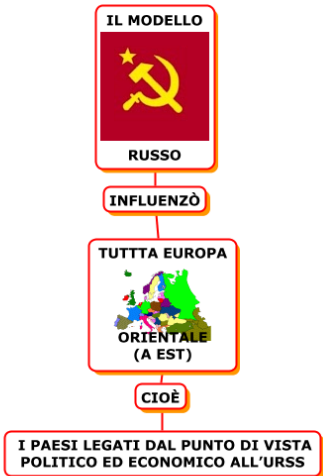 IL MODELLO
RUSSO
INFLUENZÒ
TUTTTA EUROPA
ORIENTALE
(A EST)
CIOÈ
I PAESI LEGATI DAL PUNTO DI VISTA
POLITICO ED ECONOMICO ALL'URSS